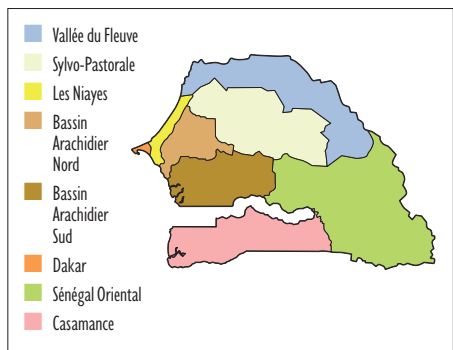 Vallée du Fleuve
Sylvo-Pastorale
Les Niayes
Bassin
Arachidier
Nord
Bassin
Arachidier
Sud
Dakar
Sénégal Oriental
Casamance